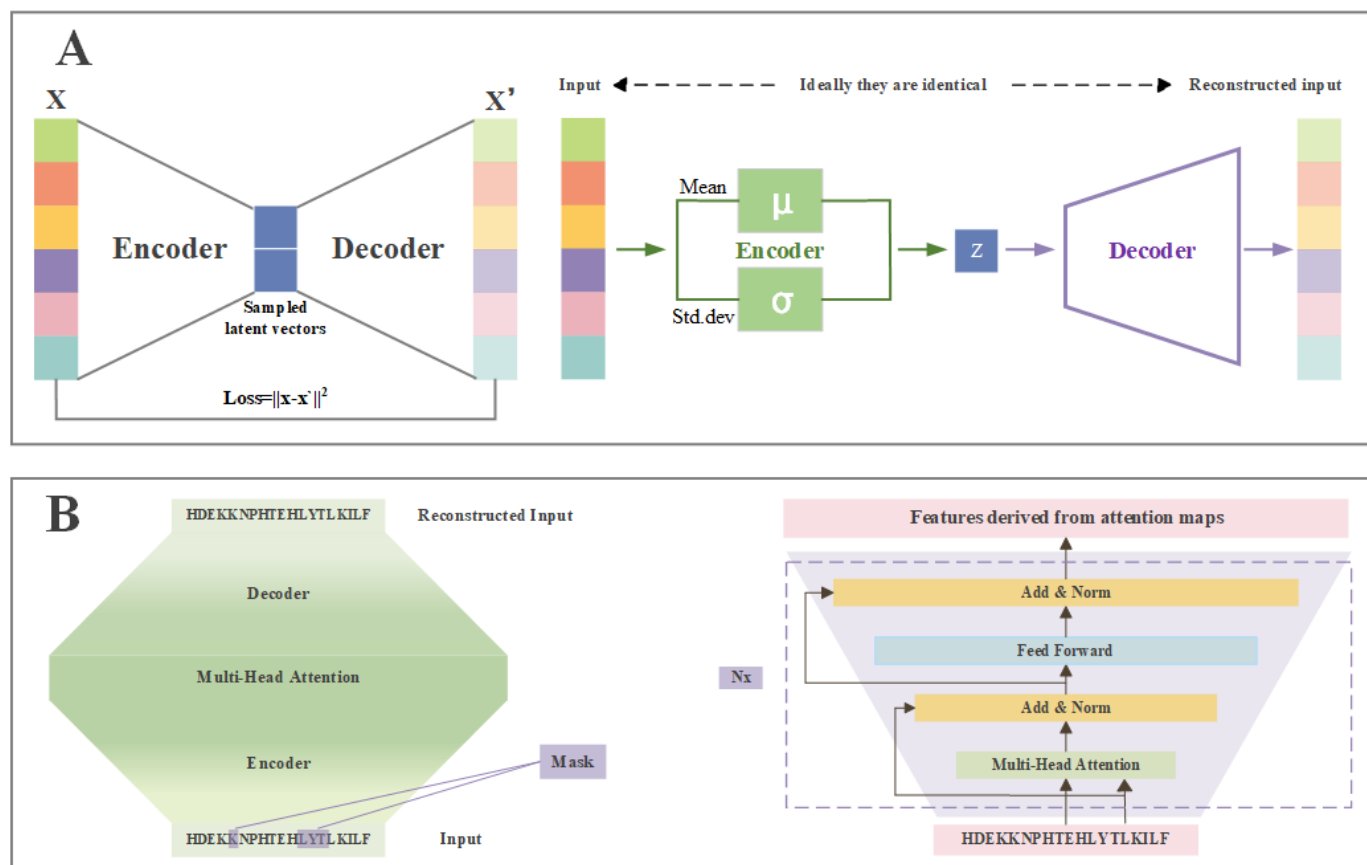 A
X
X’
Encoder
Decoder
Sampled
latent vectors
Loss=||x-x`||²
Input
Ideally they are identical
Reconstructed input
Mean
μ
Encoder
σ
Std.dev
Z
Decoder
B
HDEKKNPHTEHLYTLKILF
Reconstructed Input
Decoder
Multi-Head Attention
Encoder
Mask
HDEKKNPHTEHLYTLKILF
Input
Features derived from attention maps
Add & Norm
Feed Forward
Nx
Add & Norm
Multi-Head Attention
HDEKKNPHTEHLYTLKILF